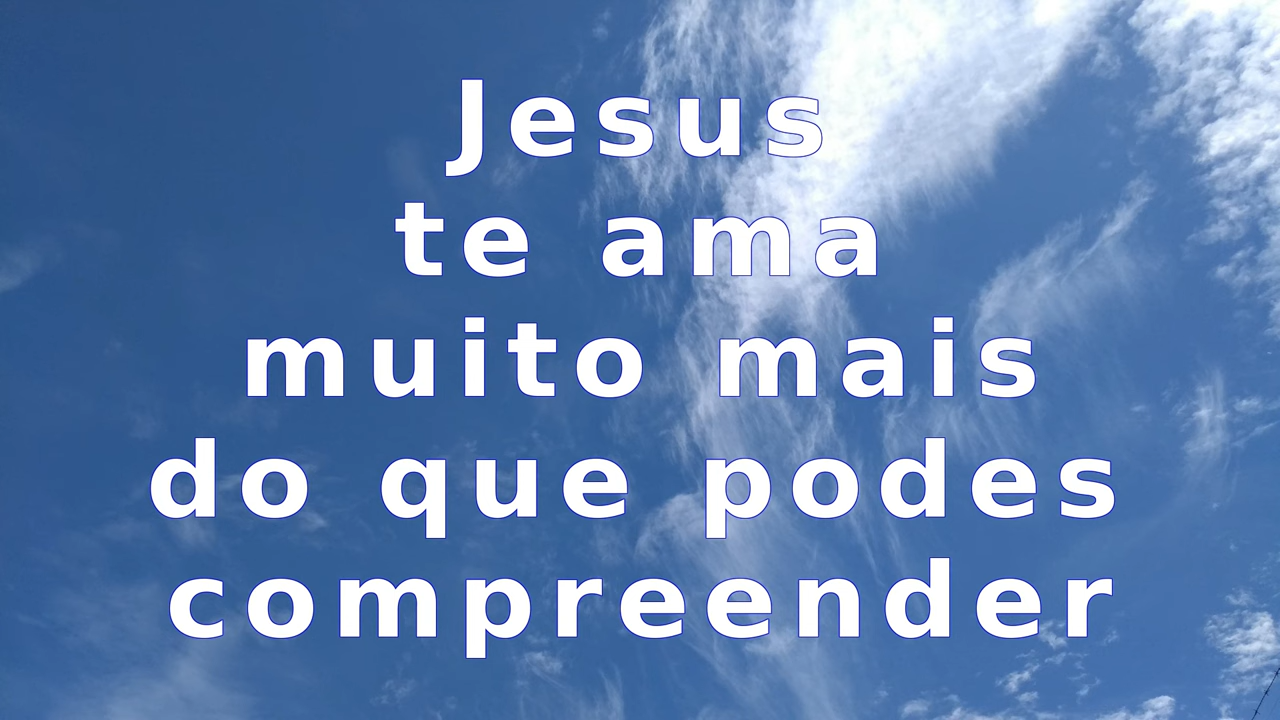 Jesus
te ama
muito mais
do que podes
compreender